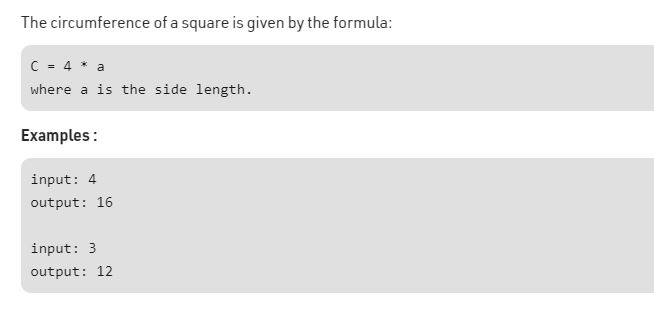 The circumference of a square is given by the formula:
C = 4 * a
where a is the side length.
Examples :
input: 4
output: 16
input: 3
output: 12